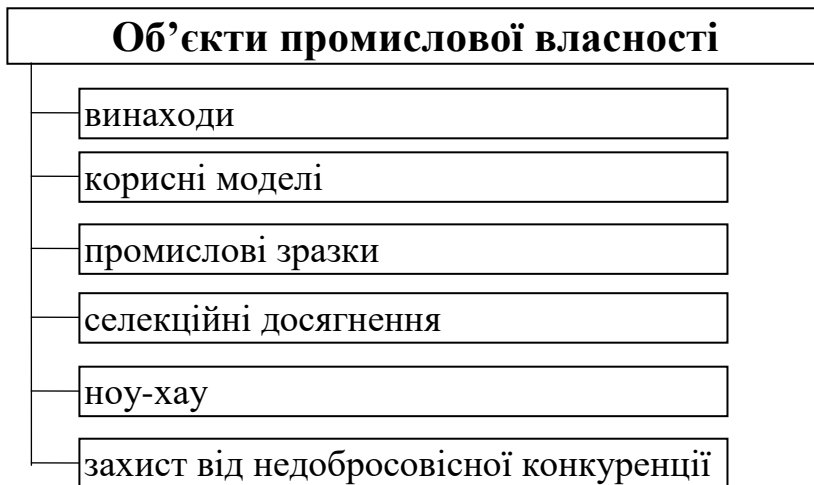 Об’єкти промислової власності
винаходи
корисні моделі
промислові зразки
селекційні досягнення
ноу-хау
захист від недобросовісної конкуренції